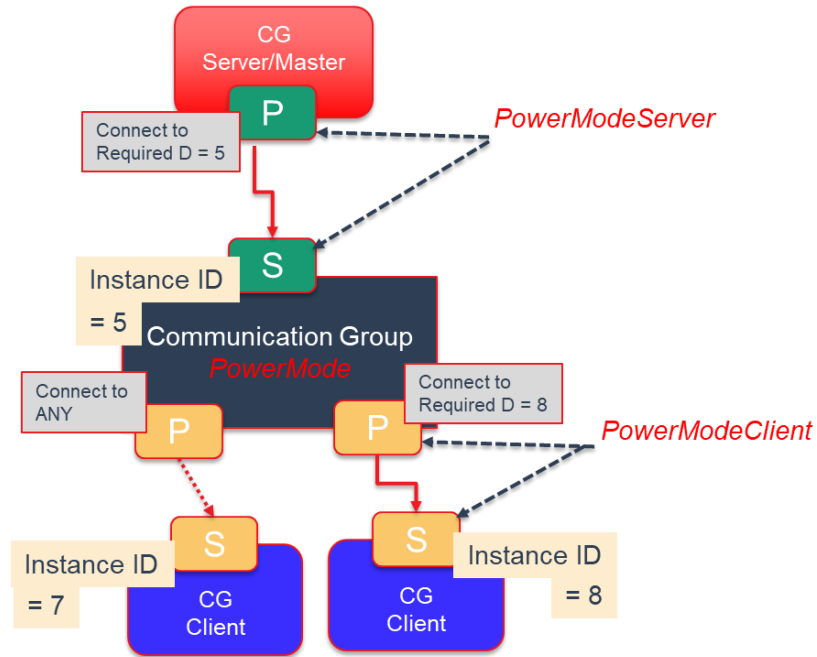 CG
Server/Master
P
PowerModeServer
Connect to
Required D = 5
S
Instance ID
= 5
Communication Group
PowerMode
Connect to
ANY
Connect to
Required D = 8
P
P
PowerModeClient
S
S
Instance ID
= 7
Instance ID
= 8
CG
Client
CG
Client